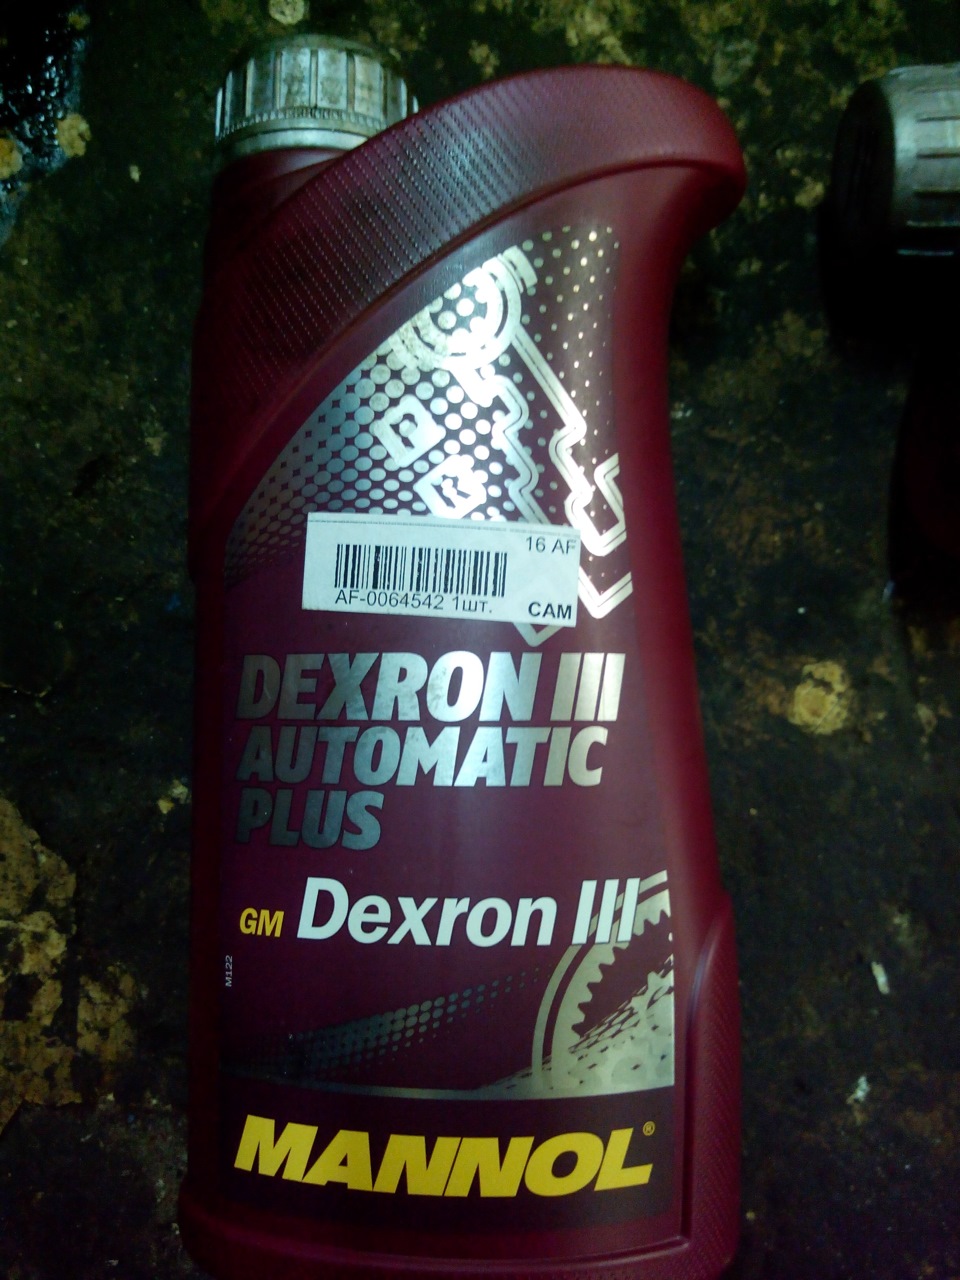 16 AF
AF-0064542 1шт.
CAM
DEXRON III
AUTOMATIC
PLUS
GM Dexron III
M122
MANNOL®